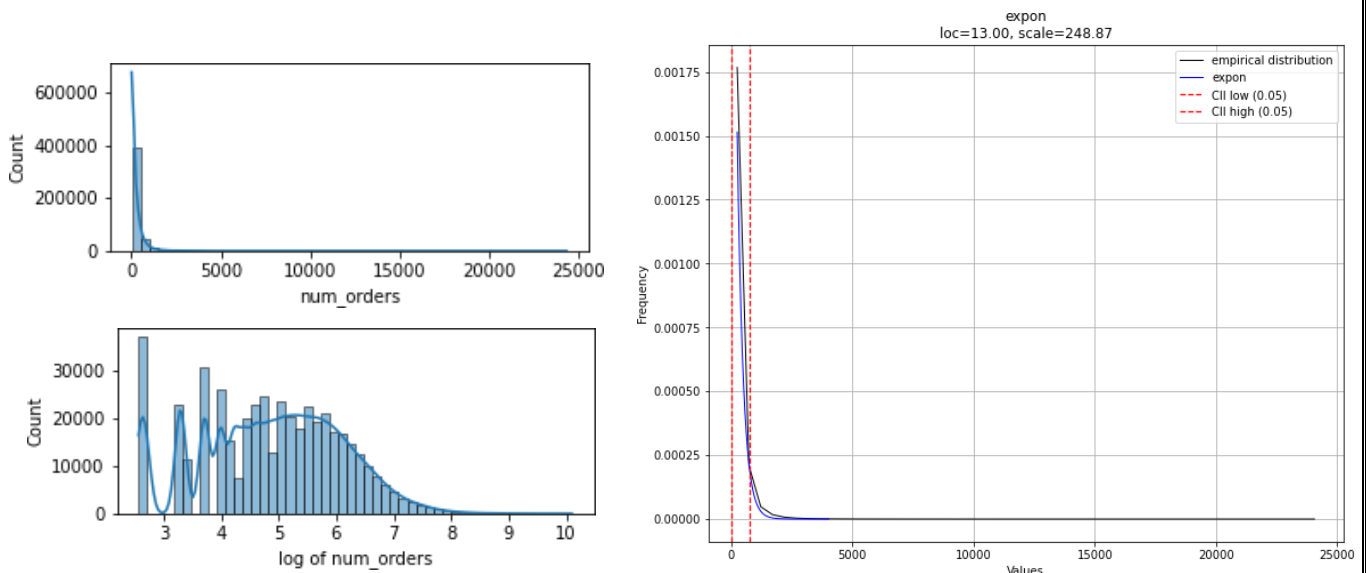 600000
400000
200000
0
Count
0 5000 10000 15000 20000 25000
num_orders
30000
20000
10000
0
Count
3 4 5 6 7 8 9 10
log of num_orders
expon
loc=13.00, scale=248.87
empirical distribution
expon
CII low (0.05)
CII high (0.05)
0.00175
0.00150
0.00125
0.00100
0.00075
0.00050
0.00025
0.00000
Frequency
0 5000 10000 15000 20000 25000
Values